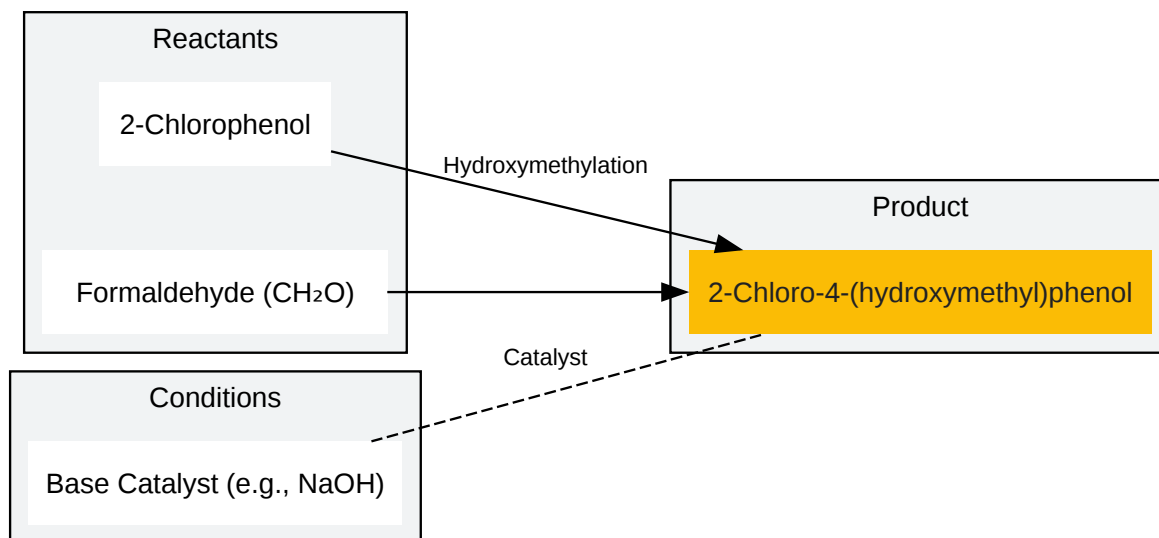 Reactants
2-Chlorophenol
Hydroxymethylation
Product
Formaldehyde (CH₂O)
2-Chloro-4-(hydroxymethyl)phenol
Catalyst
Conditions
Base Catalyst (e.g., NaOH)